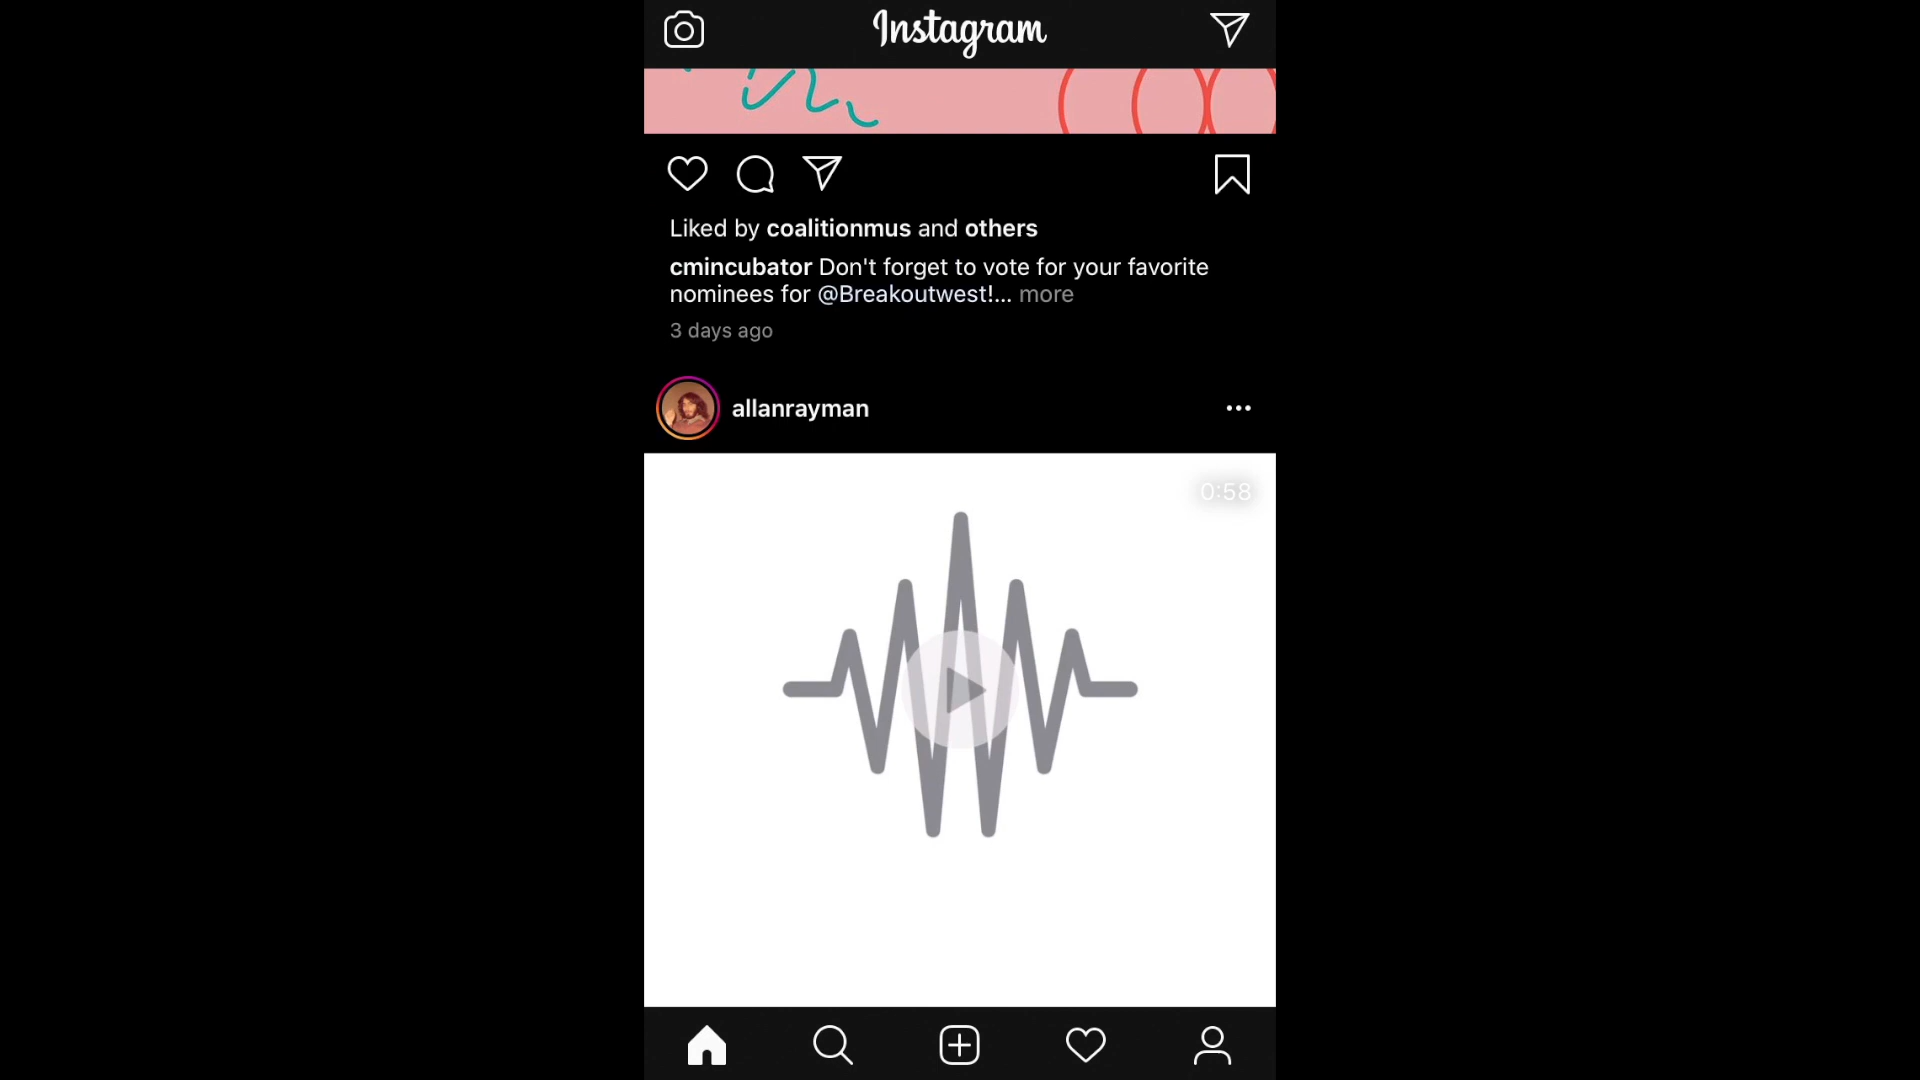 Instagram
Liked by coalitionmus and others
cmincubator Don't forget to vote for your favorite
nominees for @Breakoutwest!... more
3 days ago
allanrayman
0:58